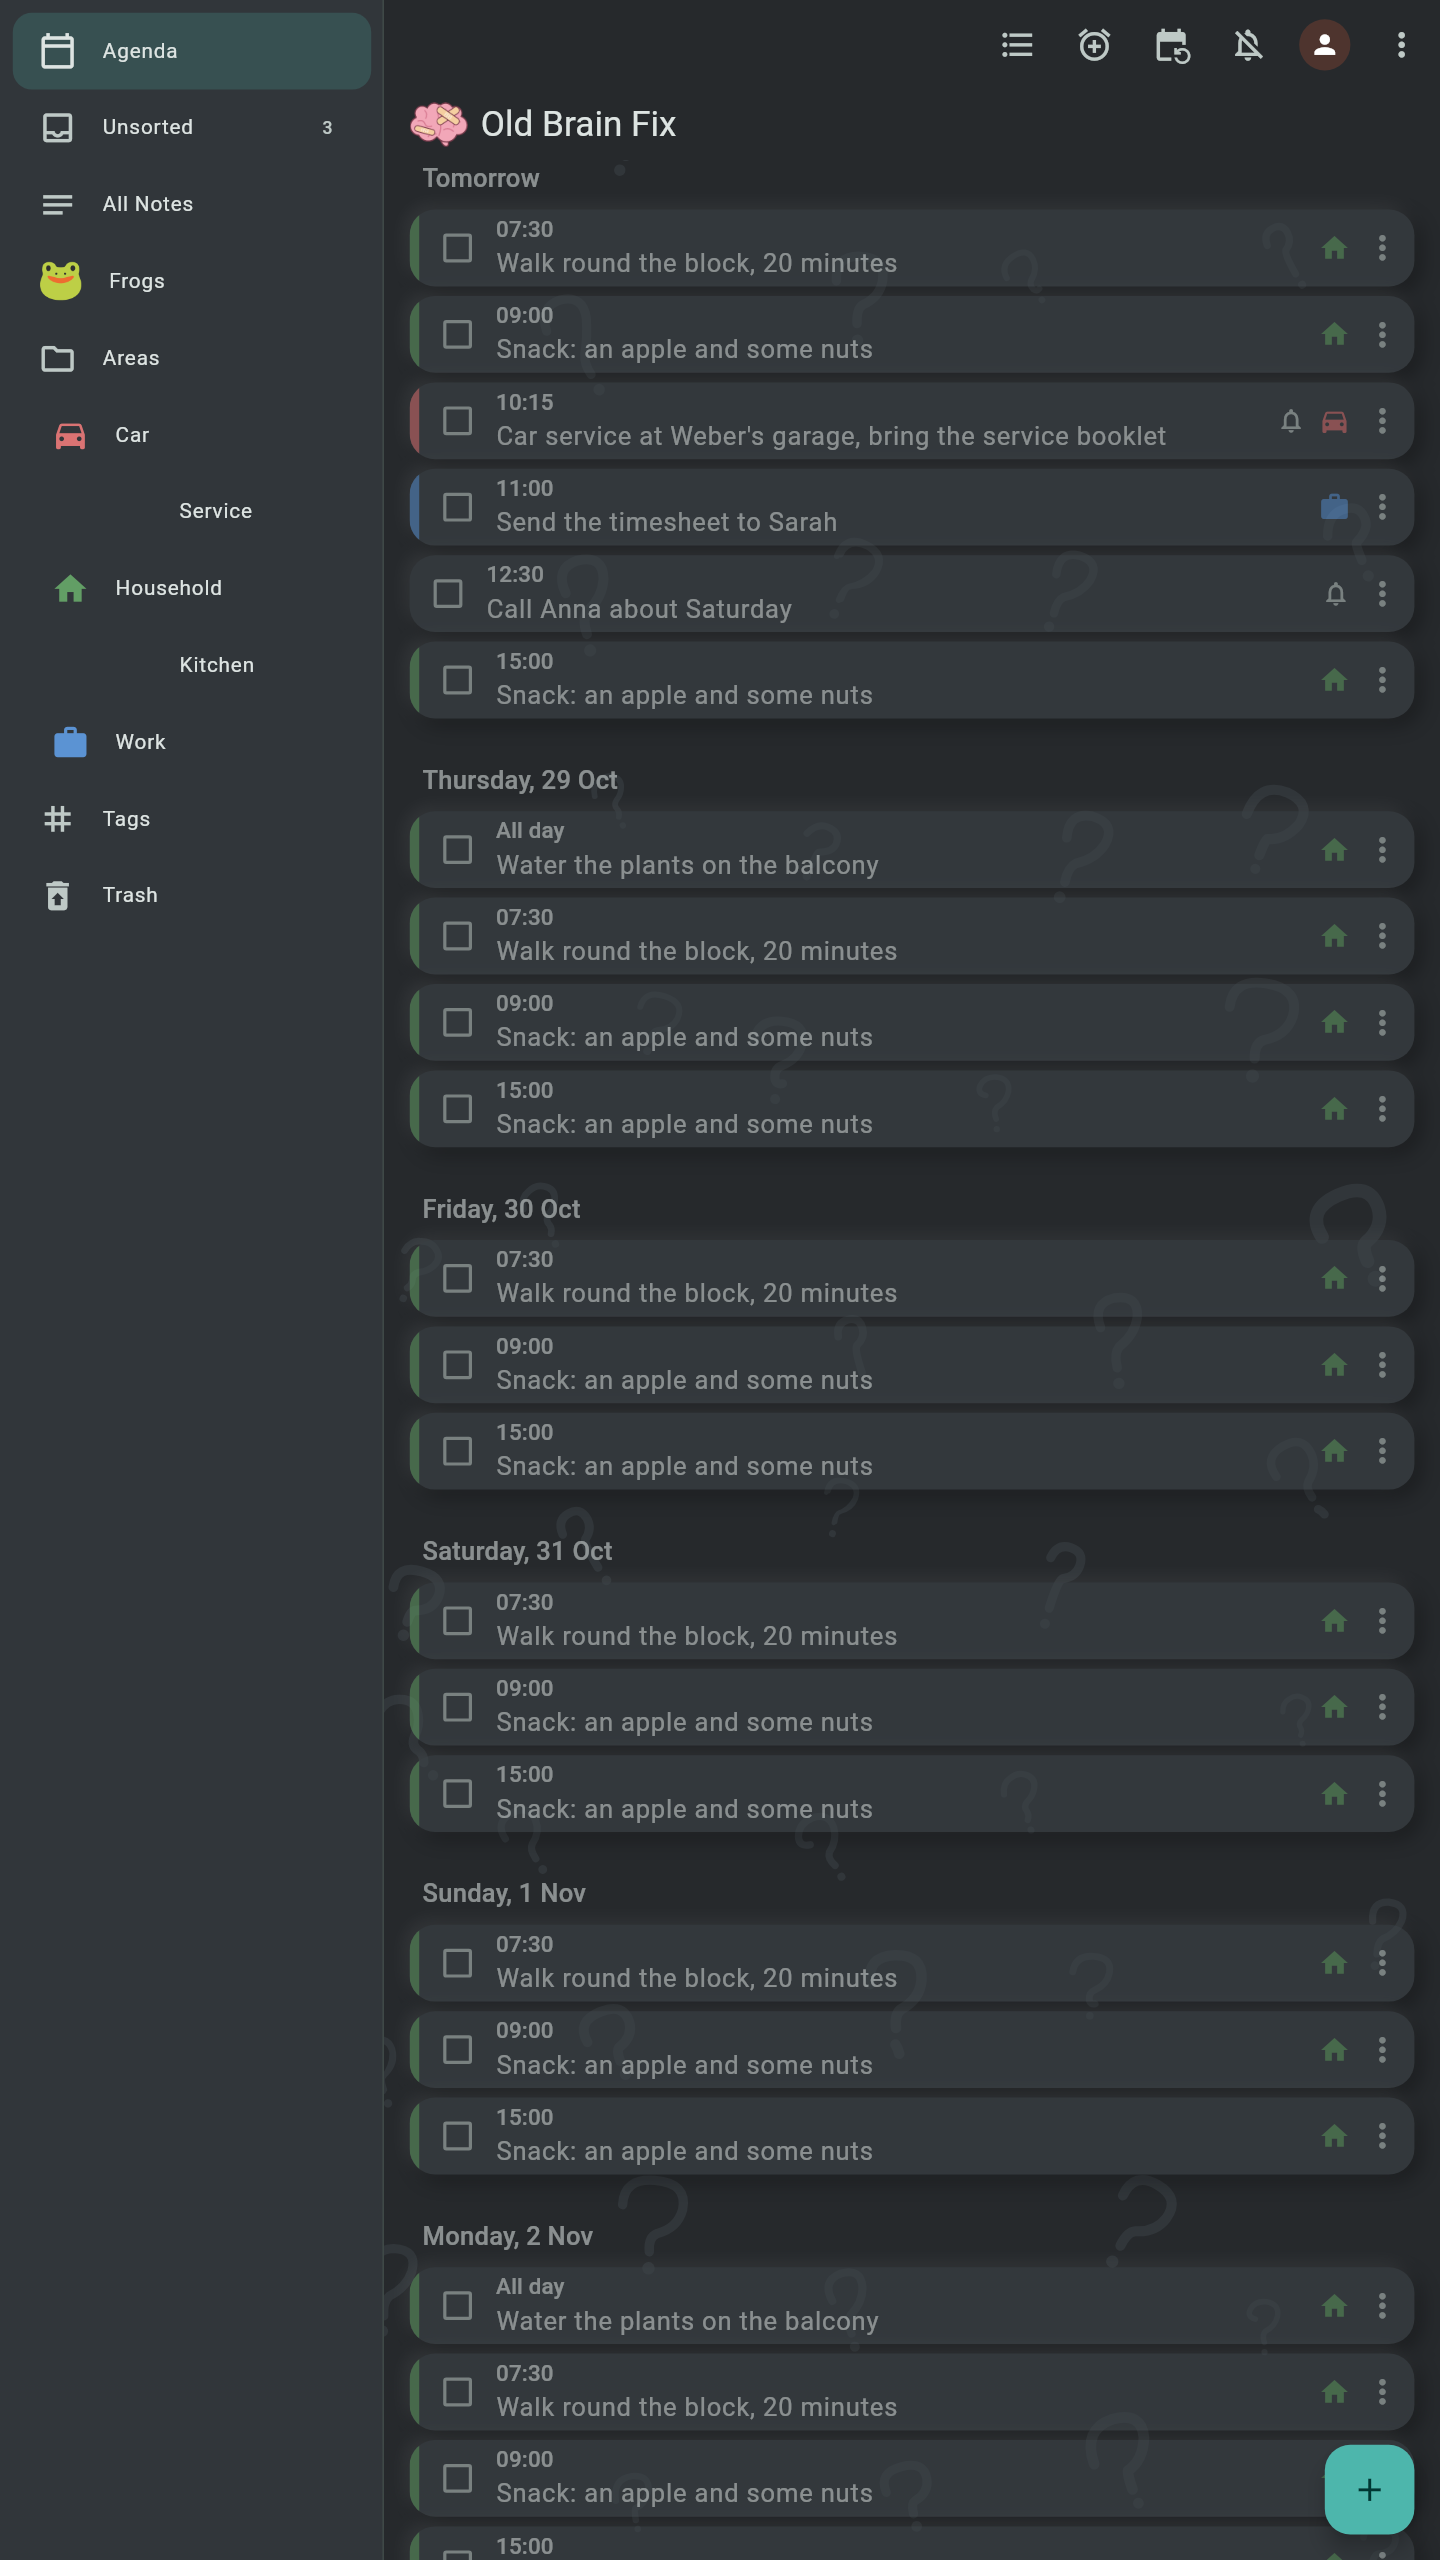 Agenda
Unsorted 3
All Notes
Frogs
Areas
Car
Service
Household
Kitchen
Work
Tags
Trash
Old Brain Fix
Tomorrow
07:30
Walk round the block, 20 minutes
09:00
Snack: an apple and some nuts
10:15
Car service at Weber's garage, bring the service booklet
11:00
Send the timesheet to Sarah
12:30
Call Anna about Saturday
15:00
Snack: an apple and some nuts
Thursday, 29 Oct
All day
Water the plants on the balcony
07:30
Walk round the block, 20 minutes
09:00
Snack: an apple and some nuts
15:00
Snack: an apple and some nuts
Friday, 30 Oct
07:30
Walk round the block, 20 minutes
09:00
Snack: an apple and some nuts
15:00
Snack: an apple and some nuts
Saturday, 31 Oct
07:30
Walk round the block, 20 minutes
09:00
Snack: an apple and some nuts
15:00
Snack: an apple and some nuts
Sunday, 1 Nov
07:30
Walk round the block, 20 minutes
09:00
Snack: an apple and some nuts
15:00
Snack: an apple and some nuts
Monday, 2 Nov
All day
Water the plants on the balcony
07:30
Walk round the block, 20 minutes
09:00
Snack: an apple and some nuts
15:00